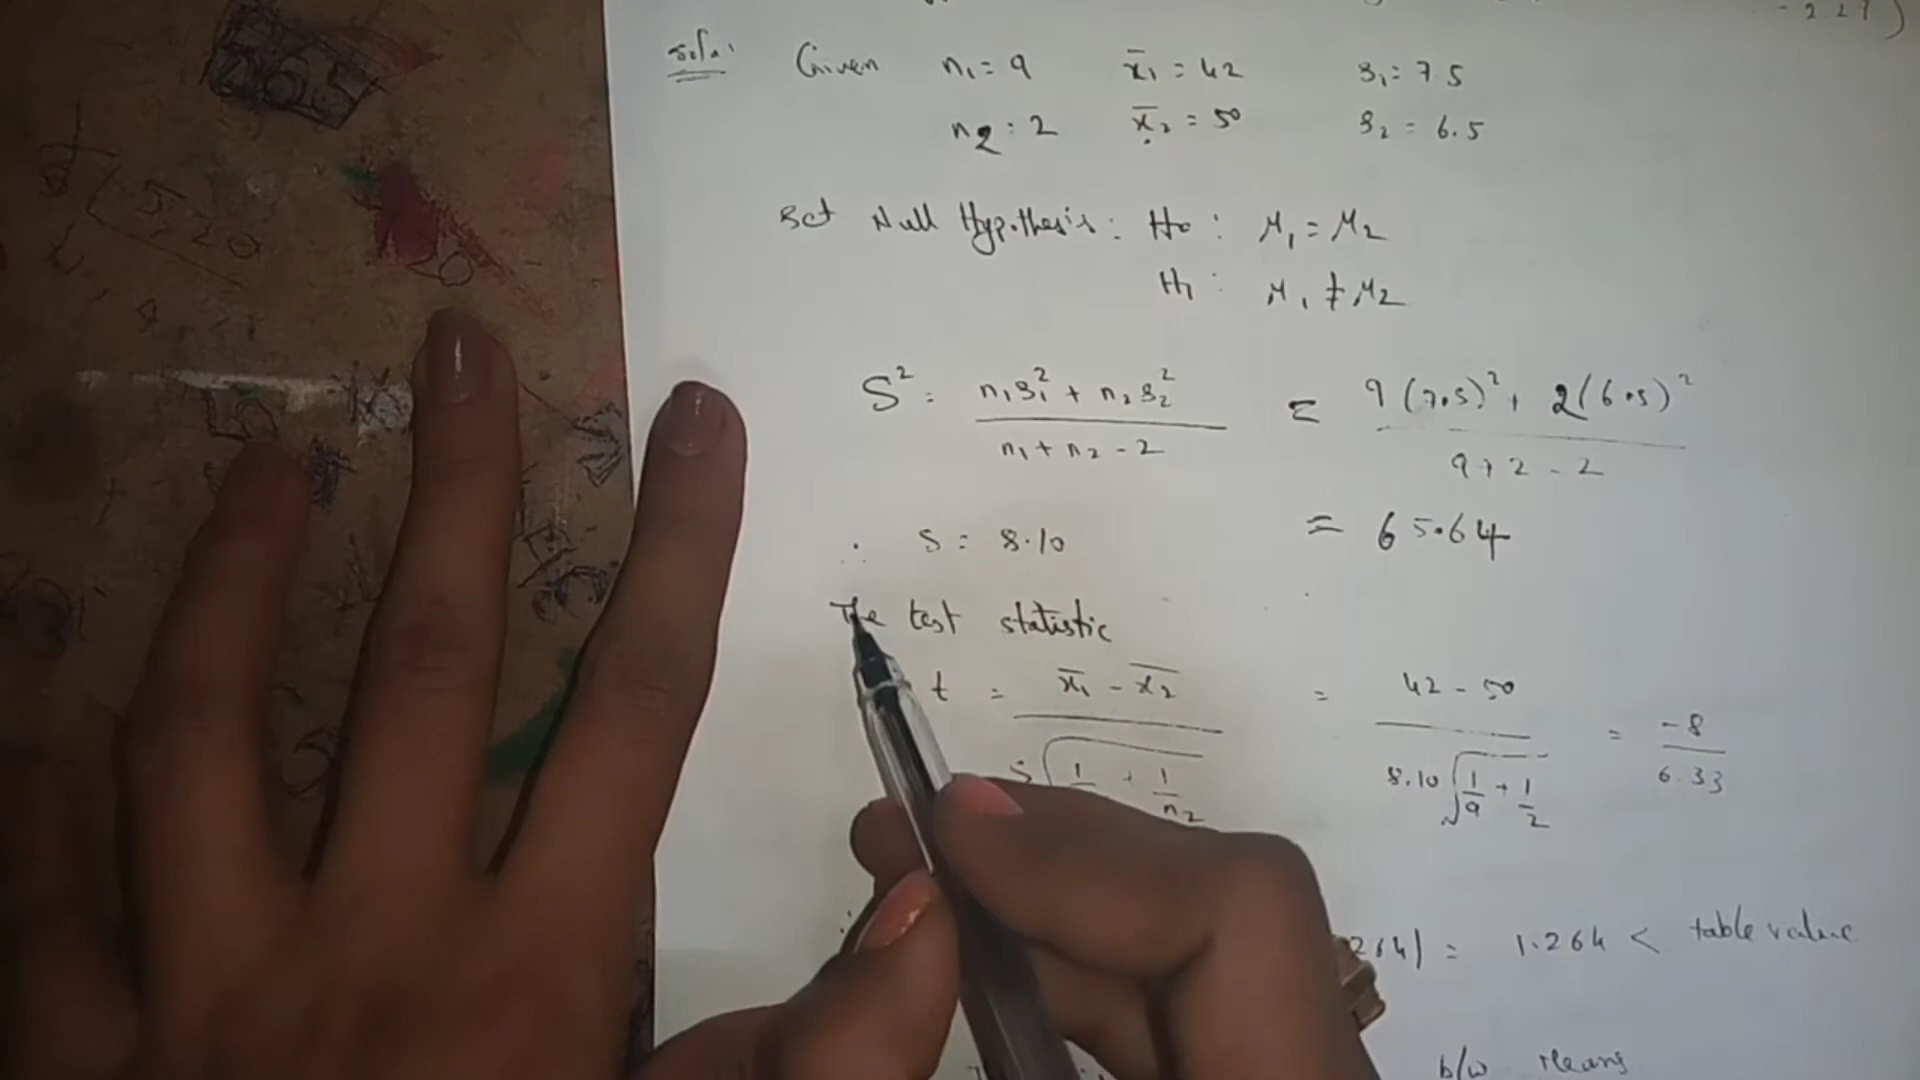 - 2.27)
Soln: Given n₁ = 9 x̄₁ = 42 s₁ = 7.5
n₂ : 2 x̄₂ = 50 s₂ = 6.5
Set Null Hypothesis : H₀ : μ₁ = μ₂
H₁ : μ₁ ≠ μ₂
S² = (n₁s₁² + n₂s₂²) / (n₁ + n₂ - 2) = (9(7.5)² + 2(6.5)²) / (9 + 2 - 2)
= 65.64
∴ S = 8.10
The test statistic
t = (x̄₁ - x̄₂) / (S√(1/ + 1/n₂)) = (42 - 50) / (8.10√(1/9 + 1/2)) = -8 / 6.33
264| = 1.264 < table value
b/w Means